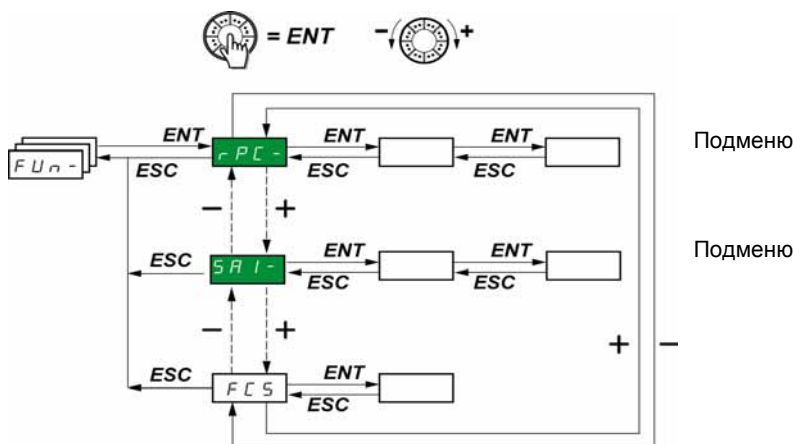 = ENT - +
ENT ENT ENT Подменю
FUn- rPC-
ESC ESC ESC
- +
ENT ENT Подменю
ESC SAI-
ESC ESC
- +
+ -
ESC ENT
FCS
ESC